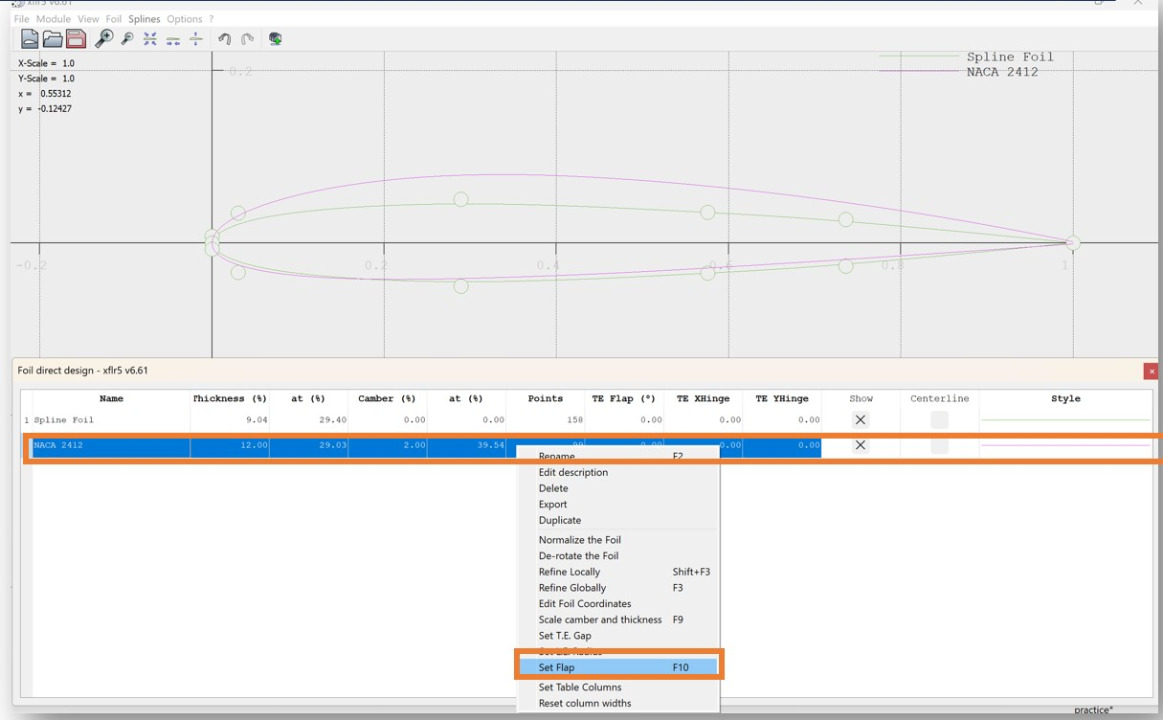 xflr5 v6.61
File Module View Foil Splines Options ?
X-Scale = 1.0
Y-Scale = 1.0
x = 0.55312
y = -0.12427
0.2
Spline Foil
NACA 2412
-0.2 0.2 0.4 0.6 0.8 1
Foil direct design - xflr5 v6.61
Name Thickness (%) at (%) Camber (%) at (%) Points TE Flap (°) TE XHinge TE YHinge Show Centerline Style
1 Spline Foil 9.04 29.40 0.00 0.00 158 0.00 0.00 0.00
NACA 2412 12.00 29.03 2.00 39.54 99 0.00 0.00 0.00
Rename F2
Edit description
Delete
Export
Duplicate
Normalize the Foil
De-rotate the Foil
Refine Locally Shift+F3
Refine Globally F3
Edit Foil Coordinates
Scale camber and thickness F9
Set T.E. Gap
Set L.E. Radius
Set Flap F10
Set Table Columns
Reset column widths
practice*